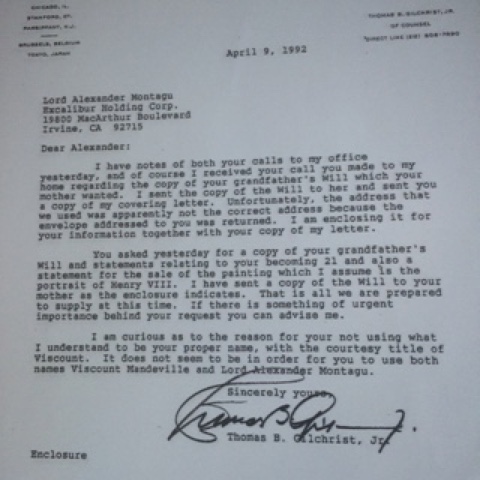 CHICAGO, IL
STAMFORD, CT.
PARSIPPANY, N.J.
BRUSSELS, BELGIUM
TOKYO, JAPAN
THOMAS B. GILCHRIST, JR.
OF COUNSEL
DIRECT LINE
April 9, 1992
Lord Alexander Montagu
Excalibur Holding Corp.
19800 MacArthur Boulevard
Irvine, CA 92715
Dear Alexander:
I have notes of both your calls to my office
yesterday, and of course I received your call you made to my
home regarding the copy of your grandfather's Will which your
mother wanted. I sent the copy of the Will to her and sent you
a copy of my covering letter. Unfortunately, the address that
we used was apparently not the correct address because the
envelope addressed to you was returned. I am enclosing it for
your information together with your copy of my letter.
You asked yesterday for a copy of your grandfather's
Will and statements relating to your becoming 21 and also a
statement for the sale of the painting which I assume is the
portrait of Henry VIII. I have sent a copy of the Will to your
mother as the enclosure indicates. That is all we are prepared
to supply at this time. If there is something of urgent
importance behind your request you can advise me.
I am curious as to the reason for your not using what
I understand to be your proper name, with the courtesy title of
Viscount. It does not seem to be in order for you to use both
names Viscount Mandeville and Lord Alexander Montagu.
Sincerely yours,
Thomas B. Gilchrist, Jr.
Enclosure